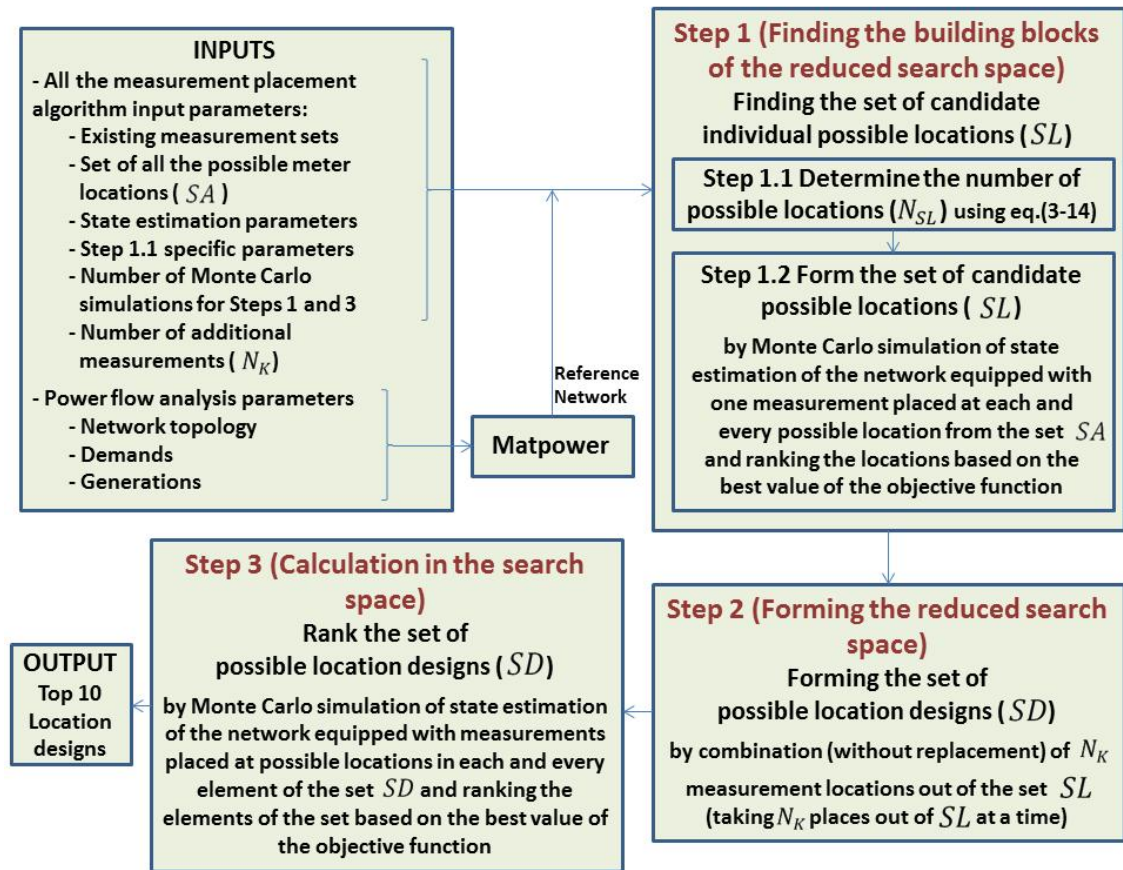 INPUTS
- All the measurement placement
algorithm input parameters:
- Existing measurement sets
- Set of all the possible meter
locations ( SA )
- State estimation parameters
- Step 1.1 specific parameters
- Number of Monte Carlo
simulations for Steps 1 and 3
- Number of additional
measurements ( N_K)
- Power flow analysis parameters
- Network topology
- Demands
- Generations
Matpower
Reference
Network
Step 1 (Finding the building blocks
of the reduced search space)
Finding the set of candidate
individual possible locations ( SL )
Step 1.1 Determine the number of
possible locations (N_SL) using eq.(3-14)
Step 1.2 Form the set of candidate
possible locations ( SL )
by Monte Carlo simulation of state
estimation of the network equipped with
one measurement placed at each and
every possible location from the set SA
and ranking the locations based on the
best value of the objective function
Step 2 (Forming the reduced search
space)
Forming the set of
possible location designs ( SD )
by combination (without replacement) of N_K
measurement locations out of the set SL
(taking N_K places out of SL at a time)
Step 3 (Calculation in the search
space)
Rank the set of
possible location designs ( SD )
by Monte Carlo simulation of state estimation
of the network equipped with measurements
placed at possible locations in each and every
element of the set SD and ranking the
elements of the set based on the best value of
the objective function
OUTPUT
Top 10
Location
designs